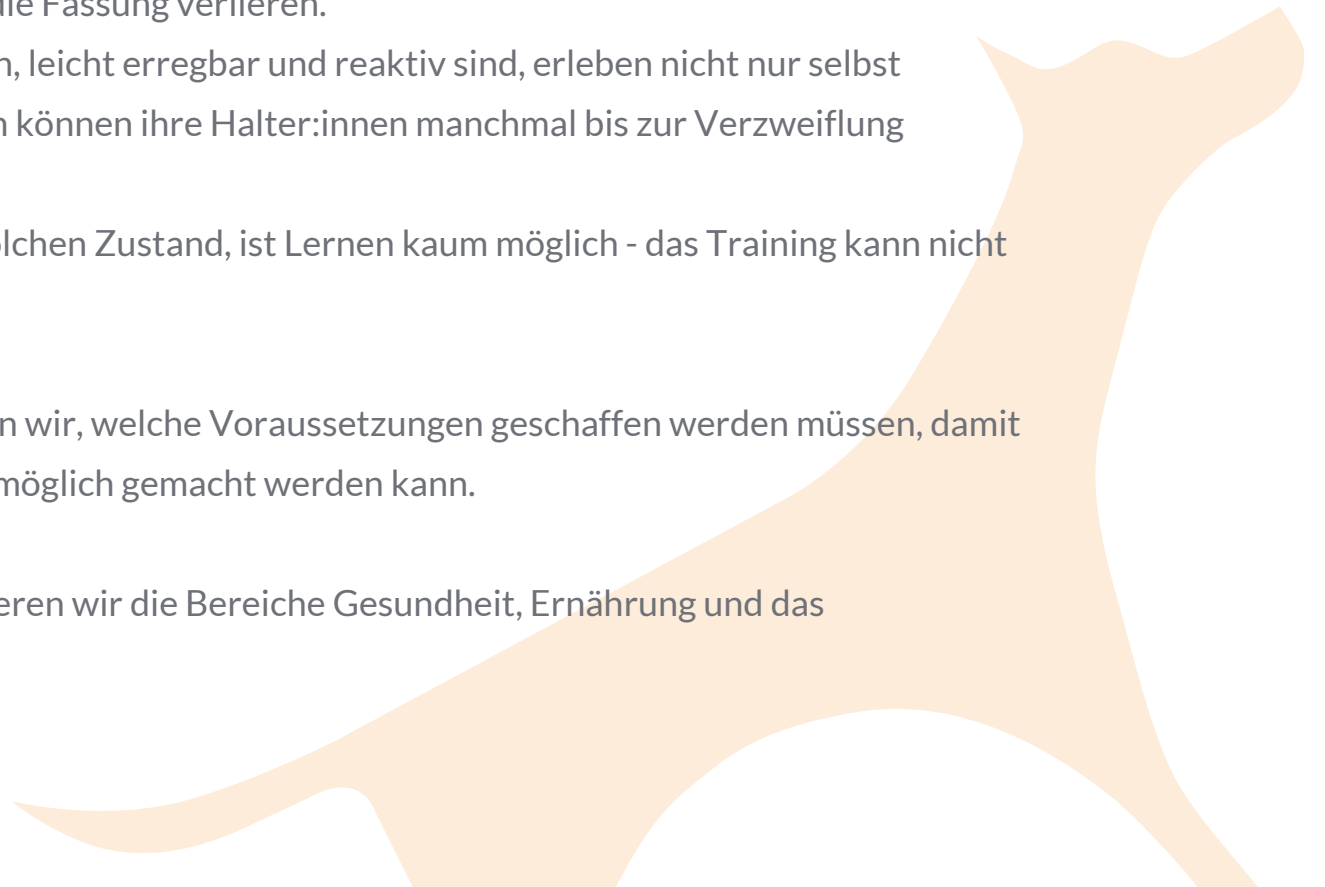 die Fassung verlieren.
n, leicht erregbar und reaktiv sind, erleben nicht nur selbst
n können ihre Halter:innen manchmal bis zur Verzweiflung
olchen Zustand, ist Lernen kaum möglich - das Training kann nicht
n wir, welche Voraussetzungen geschaffen werden müssen, damit
möglich gemacht werden kann.
eren wir die Bereiche Gesundheit, Ernährung und das